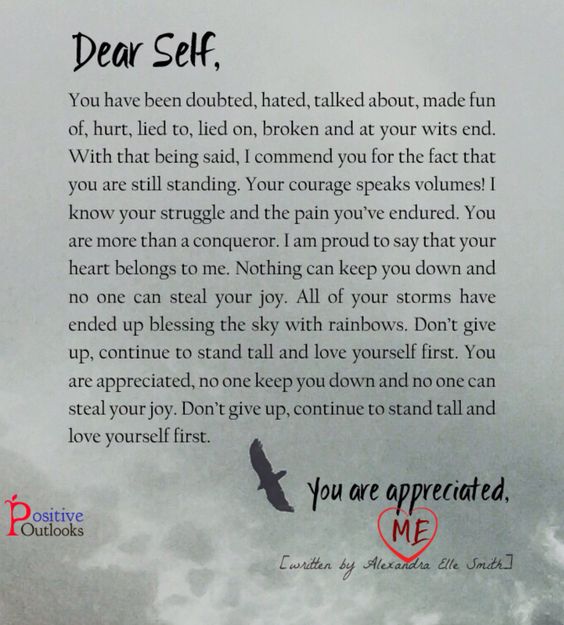 Dear Self,
You have been doubted, hated, talked about, made fun
of, hurt, lied to, lied on, broken and at your wits end.
With that being said, I commend you for the fact that
you are still standing. Your courage speaks volumes! I
know your struggle and the pain you’ve endured. You
are more than a conqueror. I am proud to say that your
heart belongs to me. Nothing can keep you down and
no one can steal your joy. All of your storms have
ended up blessing the sky with rainbows. Don’t give
up, continue to stand tall and love yourself first. You
are appreciated, no one keep you down and no one can
steal your joy. Don’t give up, continue to stand tall and
love yourself first.
You are appreciated,
ME
[written by Alexandra Elle Smith]
Positive
Outlooks